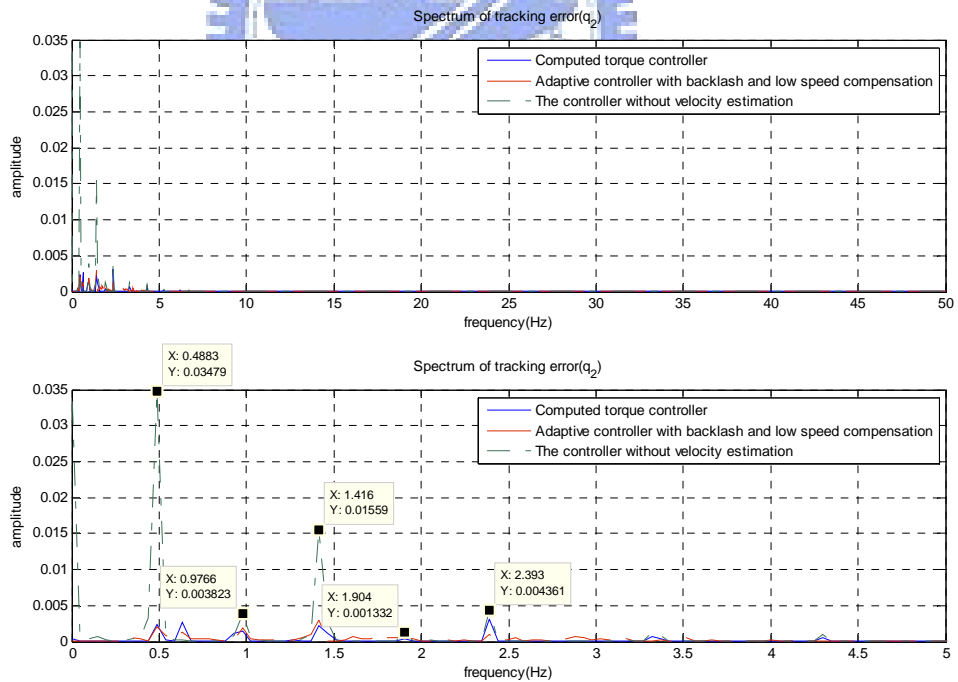 Spectrum of tracking error(q2)
0.035
0.03
0.025
0.02
0.015
0.01
0.005
0
amplitude
Computed torque controller
Adaptive controller with backlash and low speed compensation
The controller without velocity estimation
0 5 10 15 20 25 30 35 40 45 50
frequency(Hz)
Spectrum of tracking error(q2)
0.035
0.03
0.025
0.02
0.015
0.01
0.005
0
amplitude
Computed torque controller
Adaptive controller with backlash and low speed compensation
The controller without velocity estimation
X: 0.4883
Y: 0.03479
X: 0.9766
Y: 0.003823
X: 1.416
Y: 0.01559
X: 1.904
Y: 0.001332
X: 2.393
Y: 0.004361
0 0.5 1 1.5 2 2.5 3 3.5 4 4.5 5
frequency(Hz)